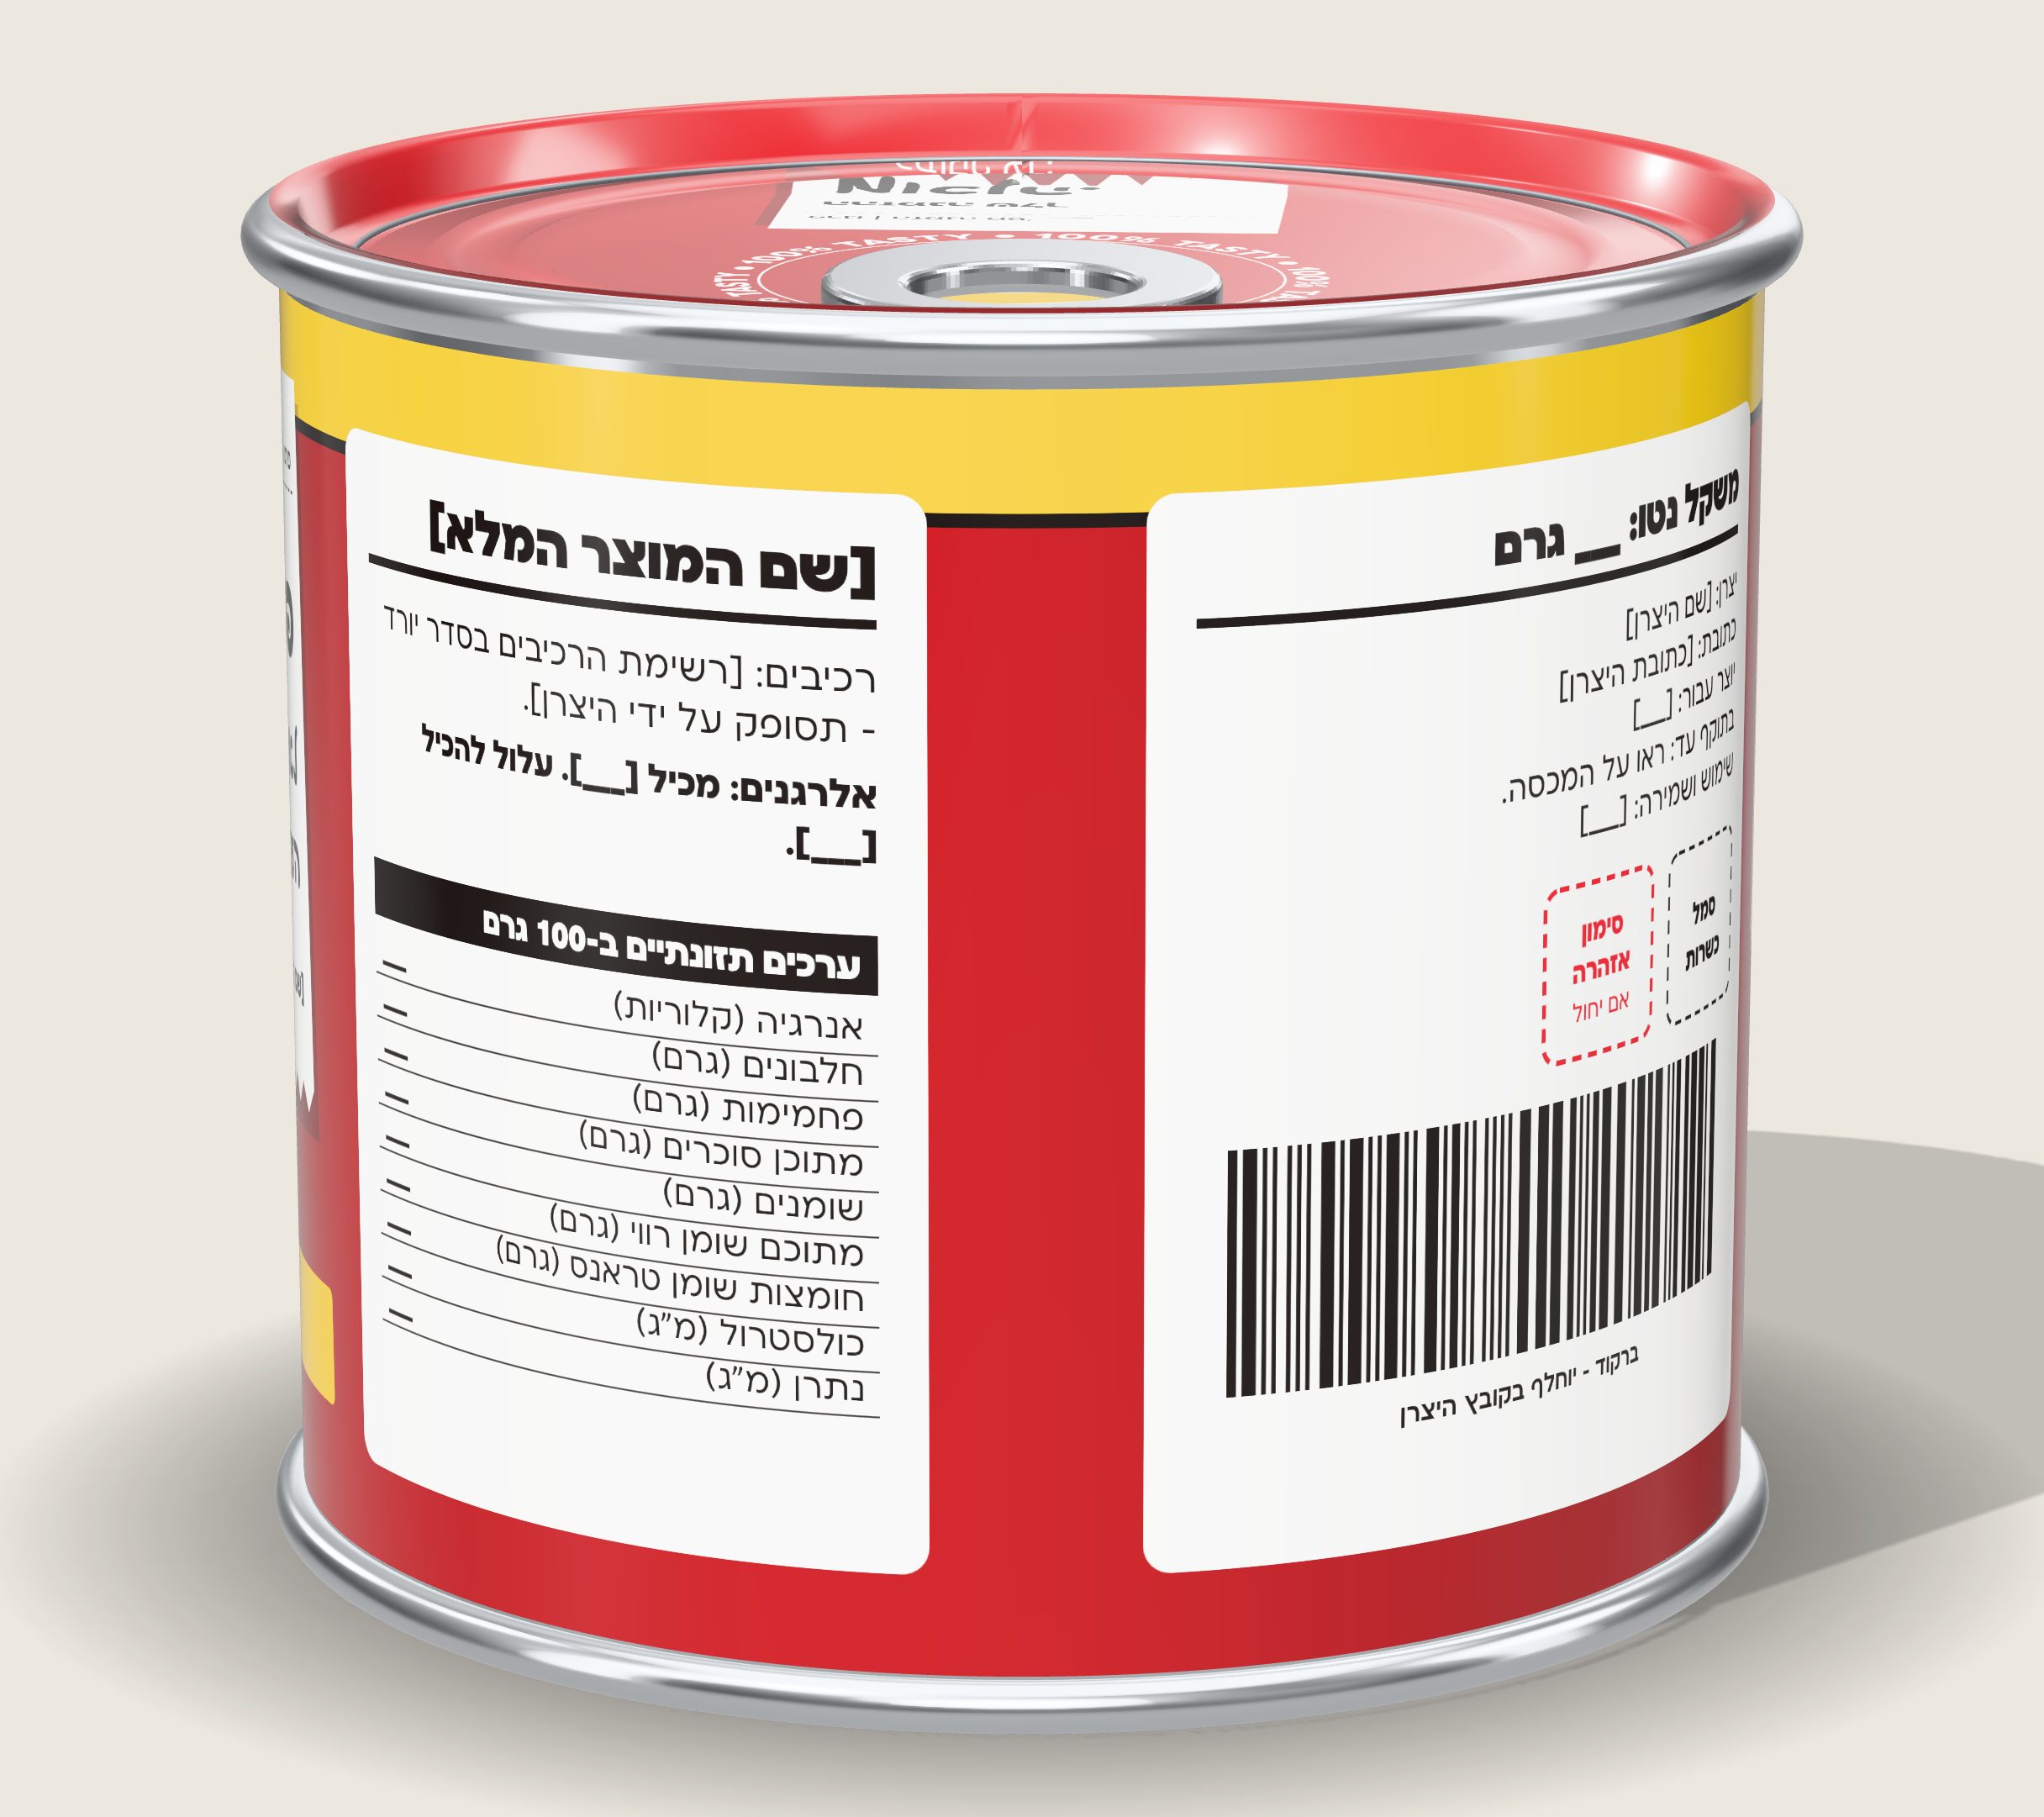 100% TASTY • 100% TASTY •
[שם המוצר המלא]
רכיבים: [רשימת הרכיבים בסדר יורד
- תסופק על ידי היצרן].
אלרגנים: מכיל [___]. עלול להכיל
[___].
ערכים תזונתיים ב-100 גרם
אנרגיה (קלוריות) —
חלבונים (גרם) —
פחמימות (גרם) —
מתוכן סוכרים (גרם) —
שומנים (גרם) —
מתוכם שומן רווי (גרם) —
חומצות שומן טראנס (גרם) —
כולסטרול (מ״ג) —
נתרן (מ״ג) —
משקל נטו: __ גרם
יצרן: [שם היצרן]
כתובת: [כתובת היצרן]
יוצר עבור: [__]
בתוקף עד: ראו על המכסה.
שימוש ושמירה: [__]
סמל
כשרות
סימון
אזהרה
אם יחול
ברקוד - יוחלף בקובץ היצרן